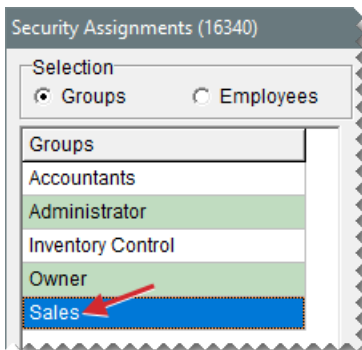 Security Assignments (16340)
Selection
Groups Employees
Groups
Accountants
Administrator
Inventory Control
Owner
Sales